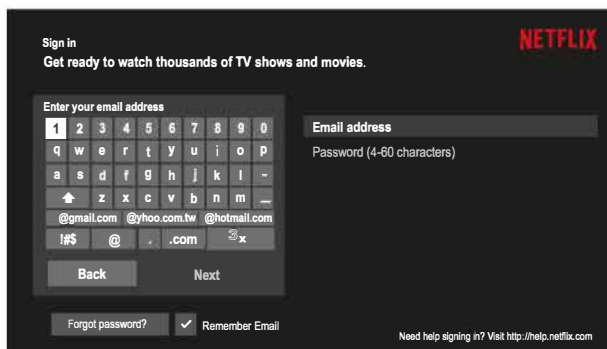 Sign in
NETFLIX
Get ready to watch thousands of TV shows and movies.
Enter your email address
1 2 3 4 5 6 7 8 9 0
Email address
q w e r t y u i o p
Password (4-60 characters)
a s d f g h j k l -
z x c v b n m _
@gmail.com @yhoo.com.tw @hotmail.com
!#$ @ . .com x
Back Next
Forgot password? Remember Email
Need help signing in? Visit http://help.netflix.com